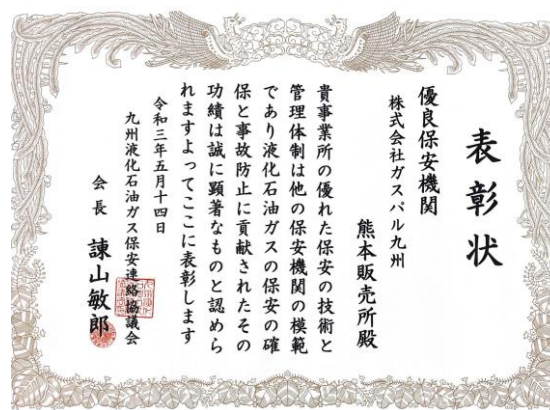 表彰状
優良保安機関
株式会社ガスパル九州
熊本販売所殿
貴事業所の優れた保安の技術と
管理体制は他の保安機関の模範
であり液化石油ガスの保安の確
保と事故防止に貢献されたその
功績は誠に顕著なものと認めら
れますよってここに表彰します
令和三年五月十四日
九州液化石油ガス保安連絡協議会
会長 諌山敏郎